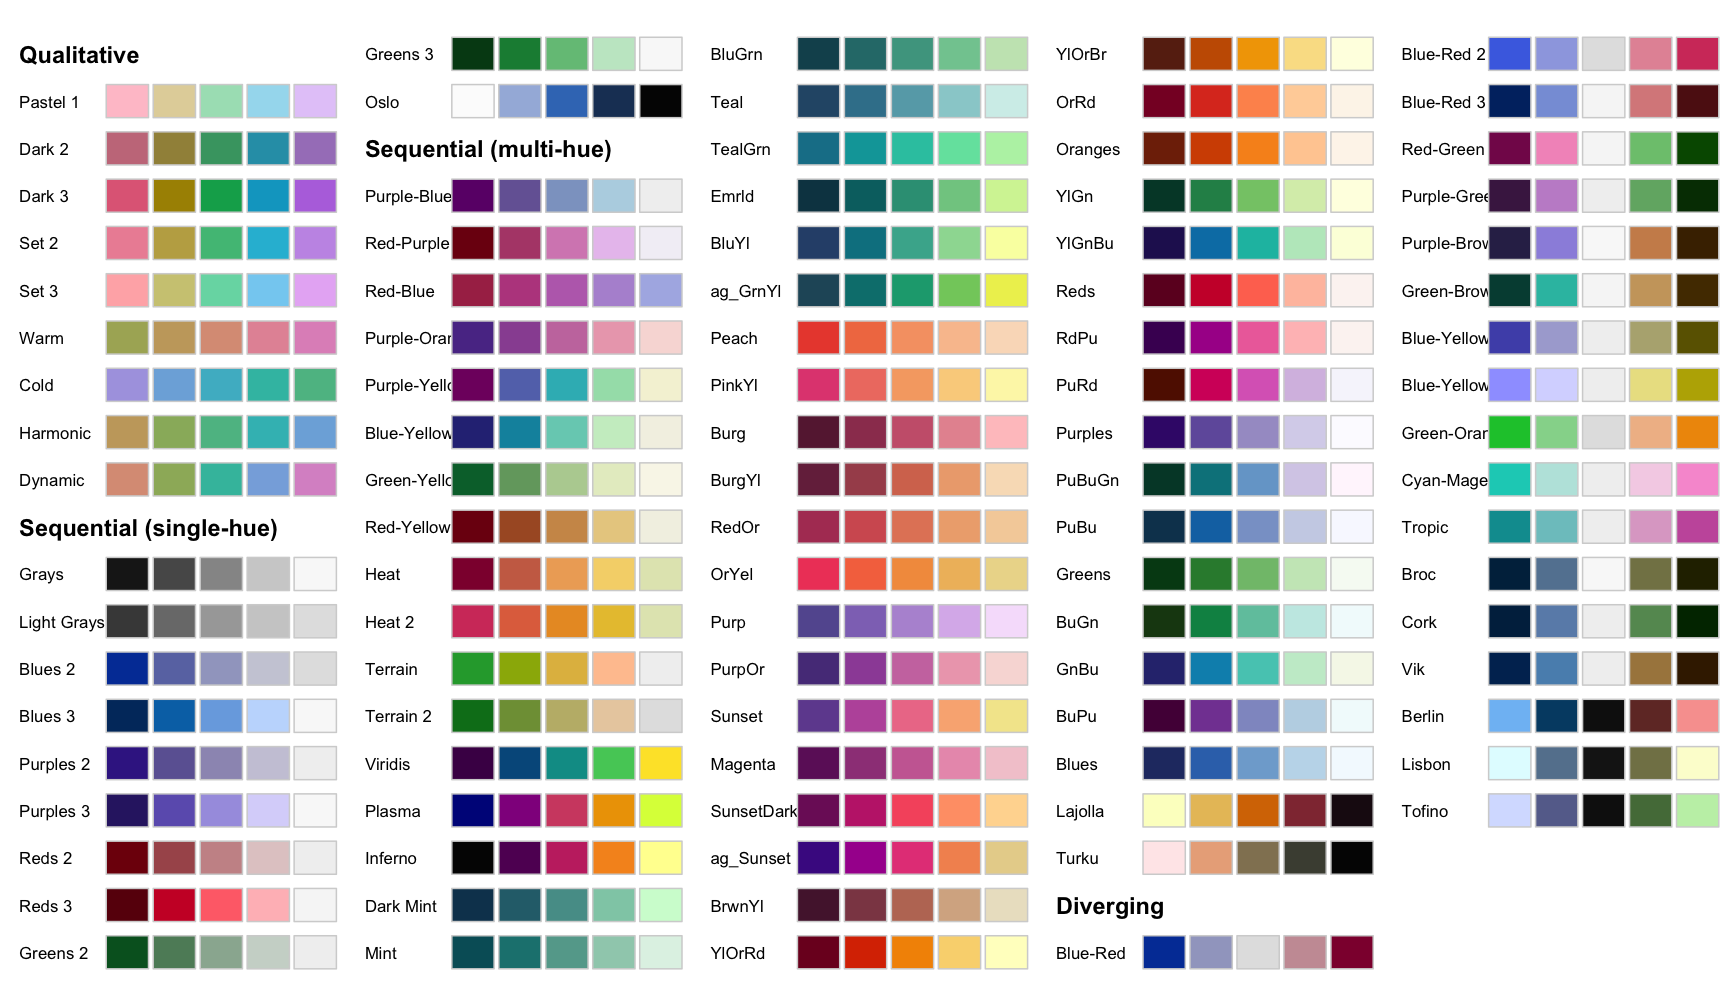 Qualitative
Pastel 1
Dark 2
Dark 3
Set 2
Set 3
Warm
Cold
Harmonic
Dynamic
Sequential (single-hue)
Grays
Light Grays
Blues 2
Blues 3
Purples 2
Purples 3
Reds 2
Reds 3
Greens 2
Greens 3
Oslo
Sequential (multi-hue)
Purple-Blue
Red-Purple
Red-Blue
Purple-Oran
Purple-Yello
Blue-Yellow
Green-Yello
Red-Yellow
Heat
Heat 2
Terrain
Terrain 2
Viridis
Plasma
Inferno
Dark Mint
Mint
BluGrn
Teal
TealGrn
Emrld
BluYl
ag_GrnYl
Peach
PinkYl
Burg
BurgYl
RedOr
OrYel
Purp
PurpOr
Sunset
Magenta
SunsetDark
ag_Sunset
BrwnYl
YlOrRd
YlOrBr
OrRd
Oranges
YlGn
YlGnBu
Reds
RdPu
PuRd
Purples
PuBuGn
PuBu
Greens
BuGn
GnBu
BuPu
Blues
Lajolla
Turku
Diverging
Blue-Red
Blue-Red 2
Blue-Red 3
Red-Green
Purple-Gree
Purple-Brow
Green-Brow
Blue-Yellow
Blue-Yellow
Green-Oran
Cyan-Mage
Tropic
Broc
Cork
Vik
Berlin
Lisbon
Tofino